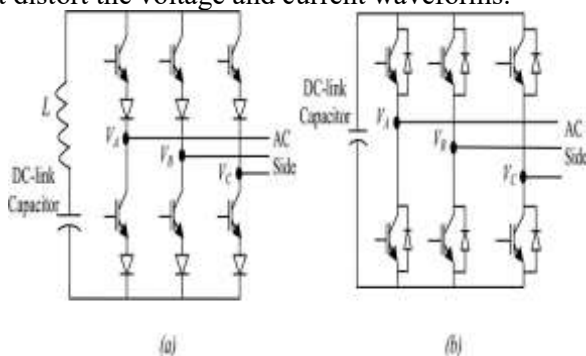 distort the voltage and current waveforms.
L
DC-link
Capacitor
V_A
V_B
V_C
AC
Side
(a)
DC-link
Capacitor
V_A
V_B
V_C
AC
Side
(b)